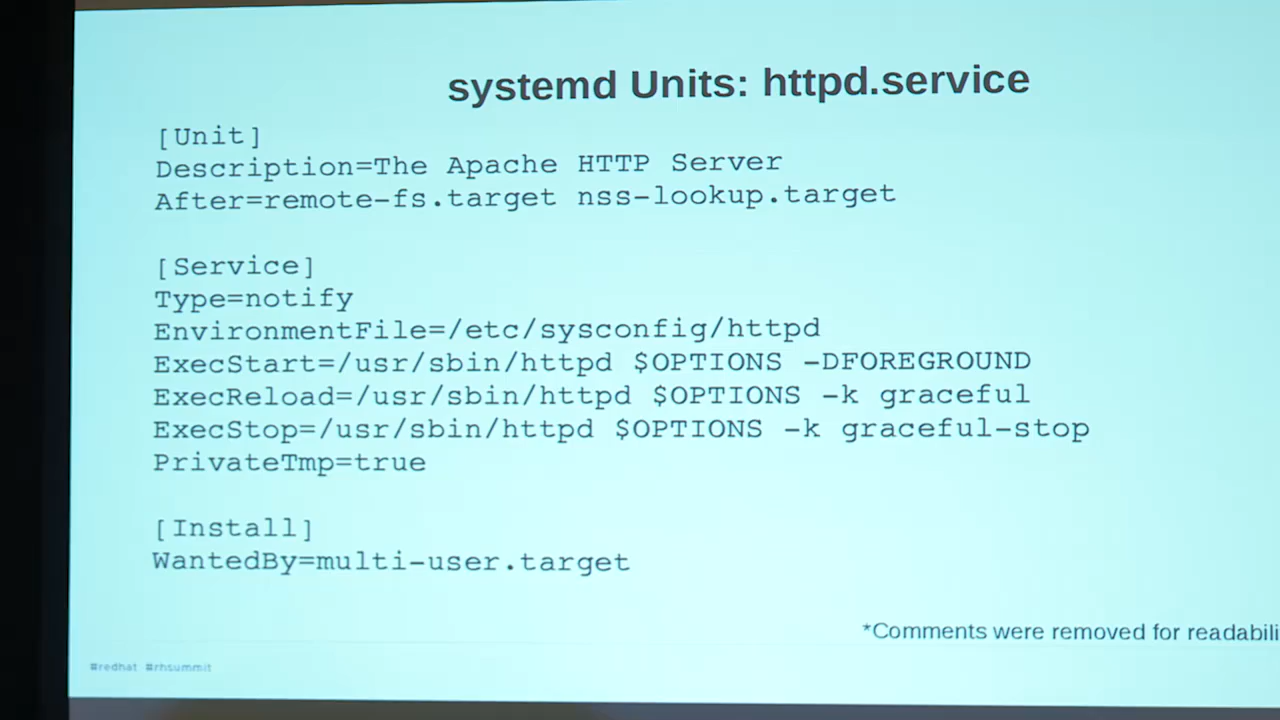 systemd Units: httpd.service
[Unit]
Description=The Apache HTTP Server
After=remote-fs.target nss-lookup.target
[Service]
Type=notify
EnvironmentFile=/etc/sysconfig/httpd
ExecStart=/usr/sbin/httpd $OPTIONS -DFOREGROUND
ExecReload=/usr/sbin/httpd $OPTIONS -k graceful
ExecStop=/usr/sbin/httpd $OPTIONS -k graceful-stop
PrivateTmp=true
[Install]
WantedBy=multi-user.target
*Comments were removed for readabili
#redhat #rhsummit